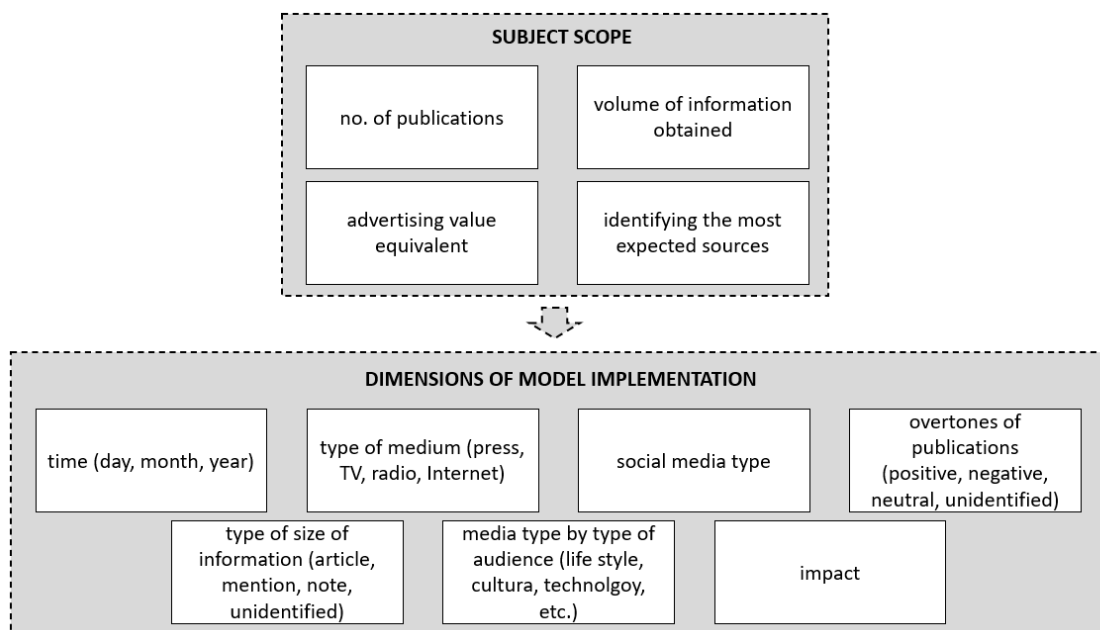 SUBJECT SCOPE
no. of publications
volume of information
obtained
advertising value
equivalent
identifying the most
expected sources
DIMENSIONS OF MODEL IMPLEMENTATION
time (day, month, year)
type of medium (press,
TV, radio, Internet)
social media type
overtones of
publications
(positive, negative,
neutral, unidentified)
type of size of
information (article,
mention, note,
unidentified)
media type by type of
audience (life style,
cultura, technolgoy,
etc.)
impact